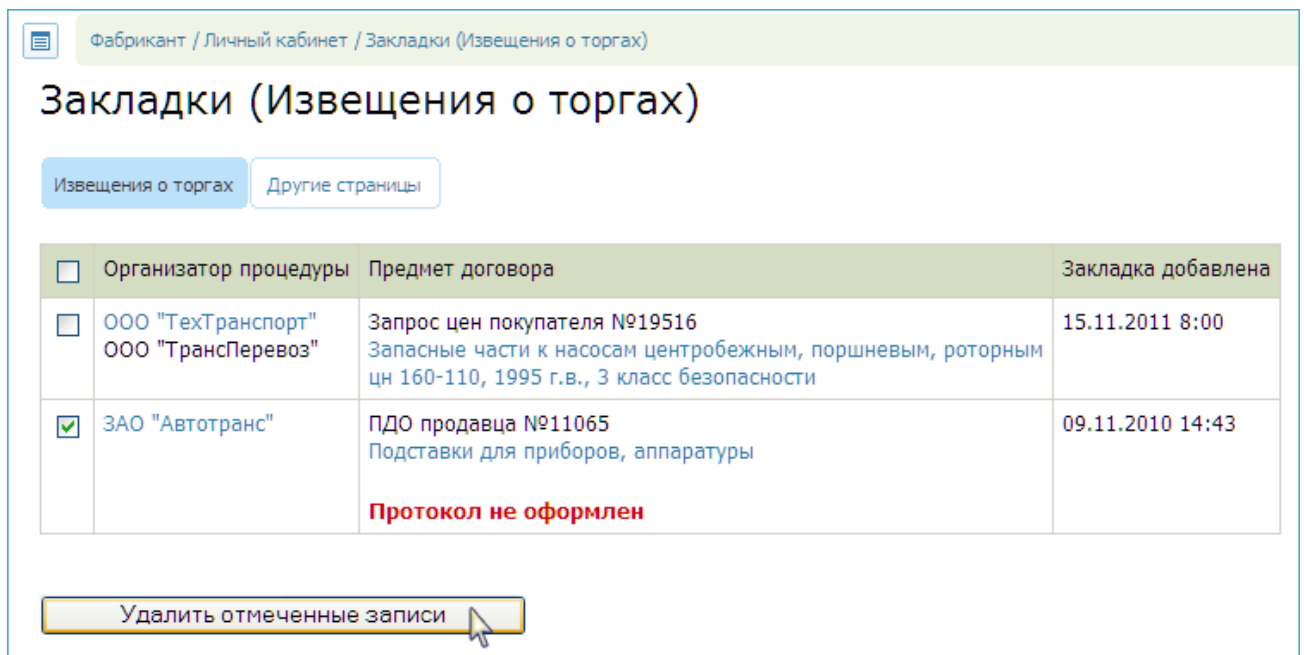 Фабрикант / Личный кабинет / Закладки (Извещения о торгах)
Закладки (Извещения о торгах)
Извещения о торгах Другие страницы
Организатор процедуры Предмет договора Закладка добавлена
ООО "ТехТранспорт" Запрос цен покупателя №19516 15.11.2011 8:00
ООО "ТрансПеревоз" Запасные части к насосам центробежным, поршневым, роторным
цн 160-110, 1995 г.в., 3 класс безопасности
ЗАО "Автотранс" ПДО продавца №11065 09.11.2010 14:43
Подставки для приборов, аппаратуры
Протокол не оформлен
Удалить отмеченные записи